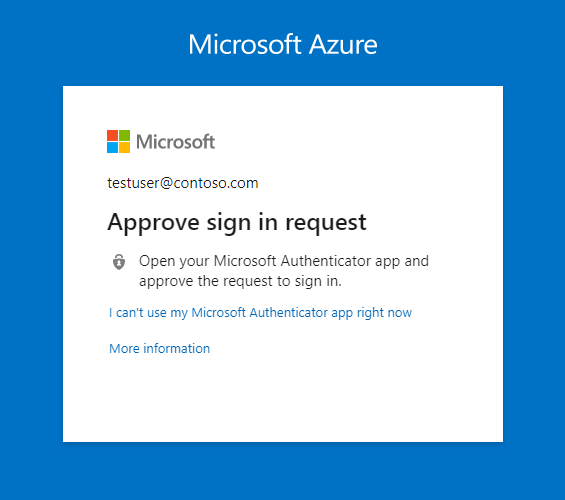 Microsoft Azure
Microsoft
testuser@contoso.com
Approve sign in request
Open your Microsoft Authenticator app and
approve the request to sign in.
I can't use my Microsoft Authenticator app right now
More information